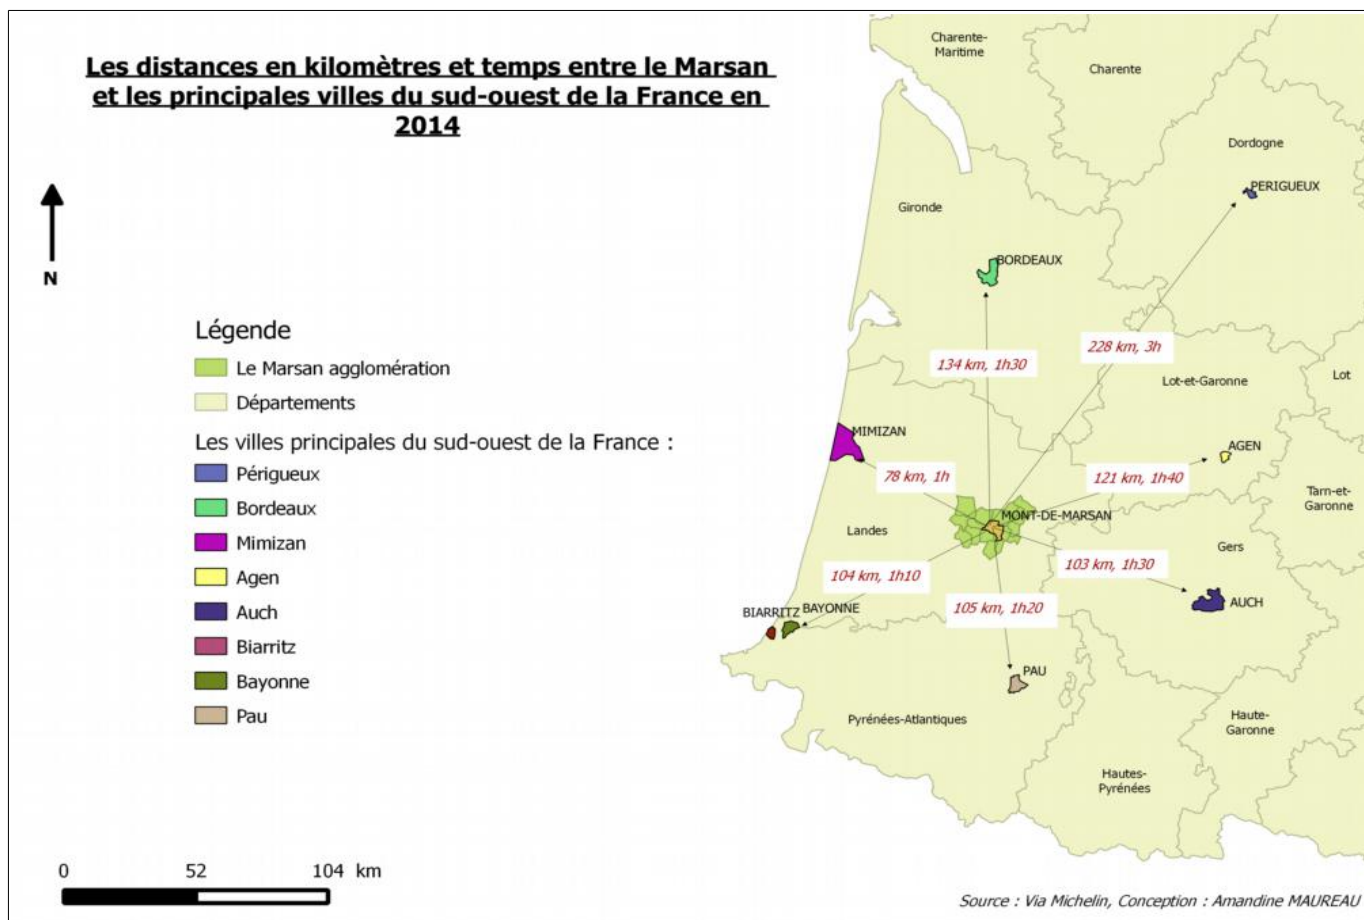 Les distances en kilomètres et temps entre le Marsan
et les principales villes du sud-ouest de la France en
2014
N
Légende
Le Marsan agglomération
Départements
Les villes principales du sud-ouest de la France :
Périgueux
Bordeaux
Mimizan
Agen
Auch
Biarritz
Bayonne
Pau
0 52 104 km
Charente-
Maritime
Charente
Dordogne
PERIGUEUX
Gironde
BORDEAUX
228 km, 3h
134 km, 1h30
Lot-et-Garonne
Lot
MIMIZAN
AGEN
78 km, 1h
121 km, 1h40
Tarn-et-
Garonne
MONT-DE-MARSAN
Landes
Gers
103 km, 1h30
104 km, 1h10
AUCH
BIARRITZ
BAYONNE
105 km, 1h20
PAU
Pyrénées-Atlantiques
Haute-
Garonne
Hautes-
Pyrénées
Source : Via Michelin, Conception : Amandine MAUREAU